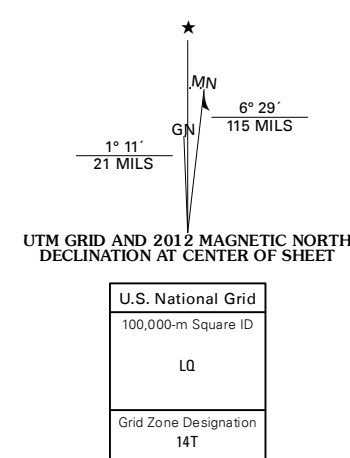 ★
MN
6° 29´
115 MILS
GN
1° 11´
21 MILS
UTM GRID AND 2012 MAGNETIC NORTH
DECLINATION AT CENTER OF SHEET
U.S. National Grid
100,000-m Square ID
LQ
Grid Zone Designation
14T